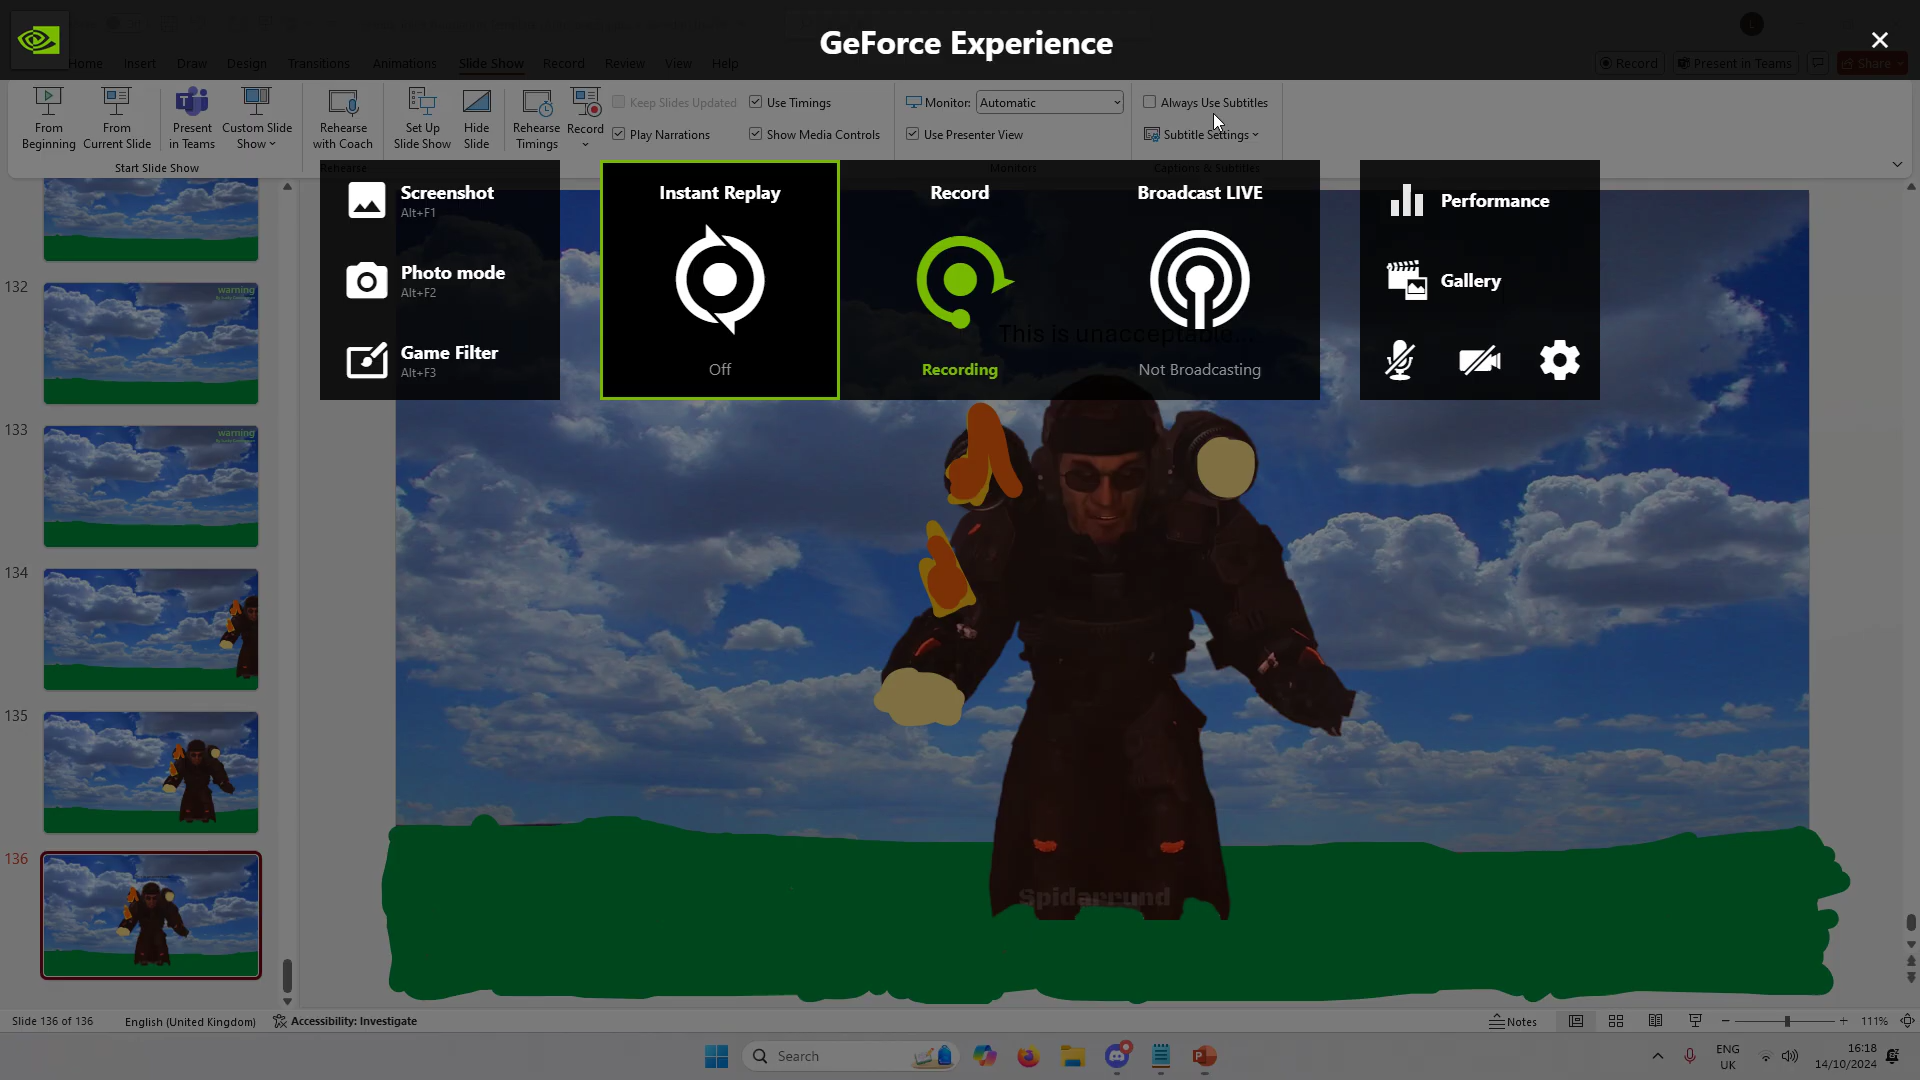 GeForce Experience
Home Insert Draw Design Transitions Animations Slide Show Record Review View Help
Record Present in Teams Share
From Beginning
From Current Slide
Present in Teams
Custom Slide Show
Start Slide Show
Rehearse with Coach
Rehearse
Set Up Slide Show
Hide Slide
Rehearse Timings
Record
Keep Slides Updated
Use Timings
Play Narrations
Show Media Controls
Monitor: Automatic
Use Presenter View
Monitors
Always Use Subtitles
Subtitle Settings
Captions & Subtitles
Screenshot
Alt+F1
Photo mode
Alt+F2
Game Filter
Alt+F3
Instant Replay
Off
Record
Recording
Broadcast LIVE
Not Broadcasting
Performance
Gallery
132
warning
133
warning
134
135
136
This is unacceptable...
Spidarrund
Slide 136 of 136
English (United Kingdom)
Accessibility: Investigate
Notes
111%
Search
ENG
UK
16:18
14/10/2024